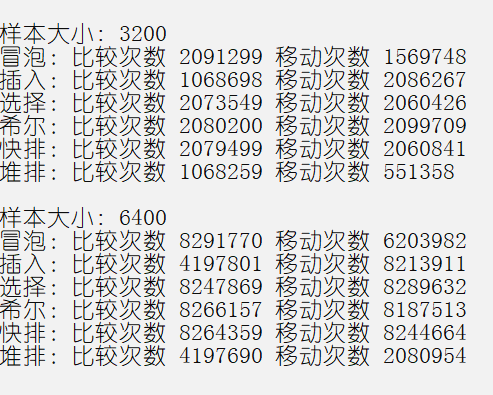 样本大小: 3200
冒泡: 比较次数 2091299 移动次数 1569748
插入: 比较次数 1068698 移动次数 2086267
选择: 比较次数 2073549 移动次数 2060426
希尔: 比较次数 2080200 移动次数 2099709
快排: 比较次数 2079499 移动次数 2060841
堆排: 比较次数 1068259 移动次数 551358
样本大小: 6400
冒泡: 比较次数 8291770 移动次数 6203982
插入: 比较次数 4197801 移动次数 8213911
选择: 比较次数 8247869 移动次数 8289632
希尔: 比较次数 8266157 移动次数 8187513
快排: 比较次数 8264359 移动次数 8244664
堆排: 比较次数 4197690 移动次数 2080954